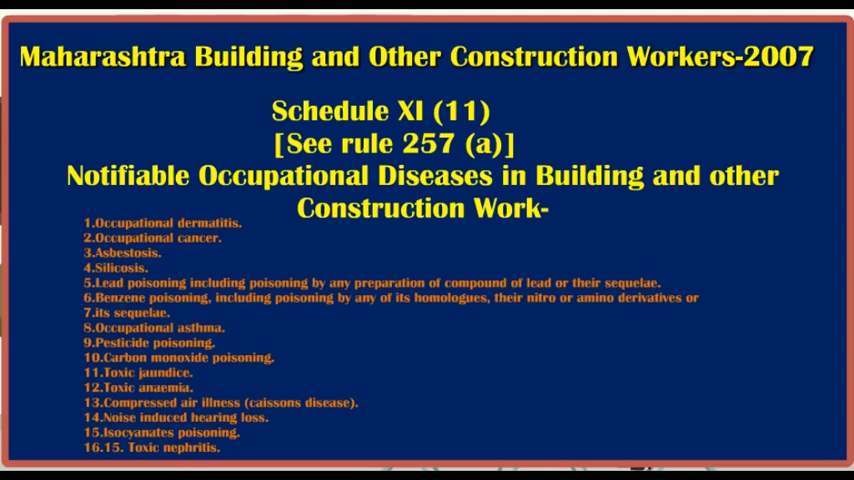 Maharashtra Building and Other Construction Workers-2007
Schedule XI (11)
[See rule 257 (a)]
Notifiable Occupational Diseases in Building and other
Construction Work-
1.Occupational dermatitis.
2.Occupational cancer.
3.Asbestosis.
4.Silicosis.
5.Lead poisoning including poisoning by any preparation of compound of lead or their sequelae.
6.Benzene poisoning, including poisoning by any of its homologues, their nitro or amino derivatives or
7.its sequelae.
8.Occupational asthma.
9.Pesticide poisoning.
10.Carbon monoxide poisoning.
11.Toxic jaundice.
12.Toxic anaemia.
13.Compressed air illness (caissons disease).
14.Noise induced hearing loss.
15.Isocyanates poisoning.
16.15. Toxic nephritis.